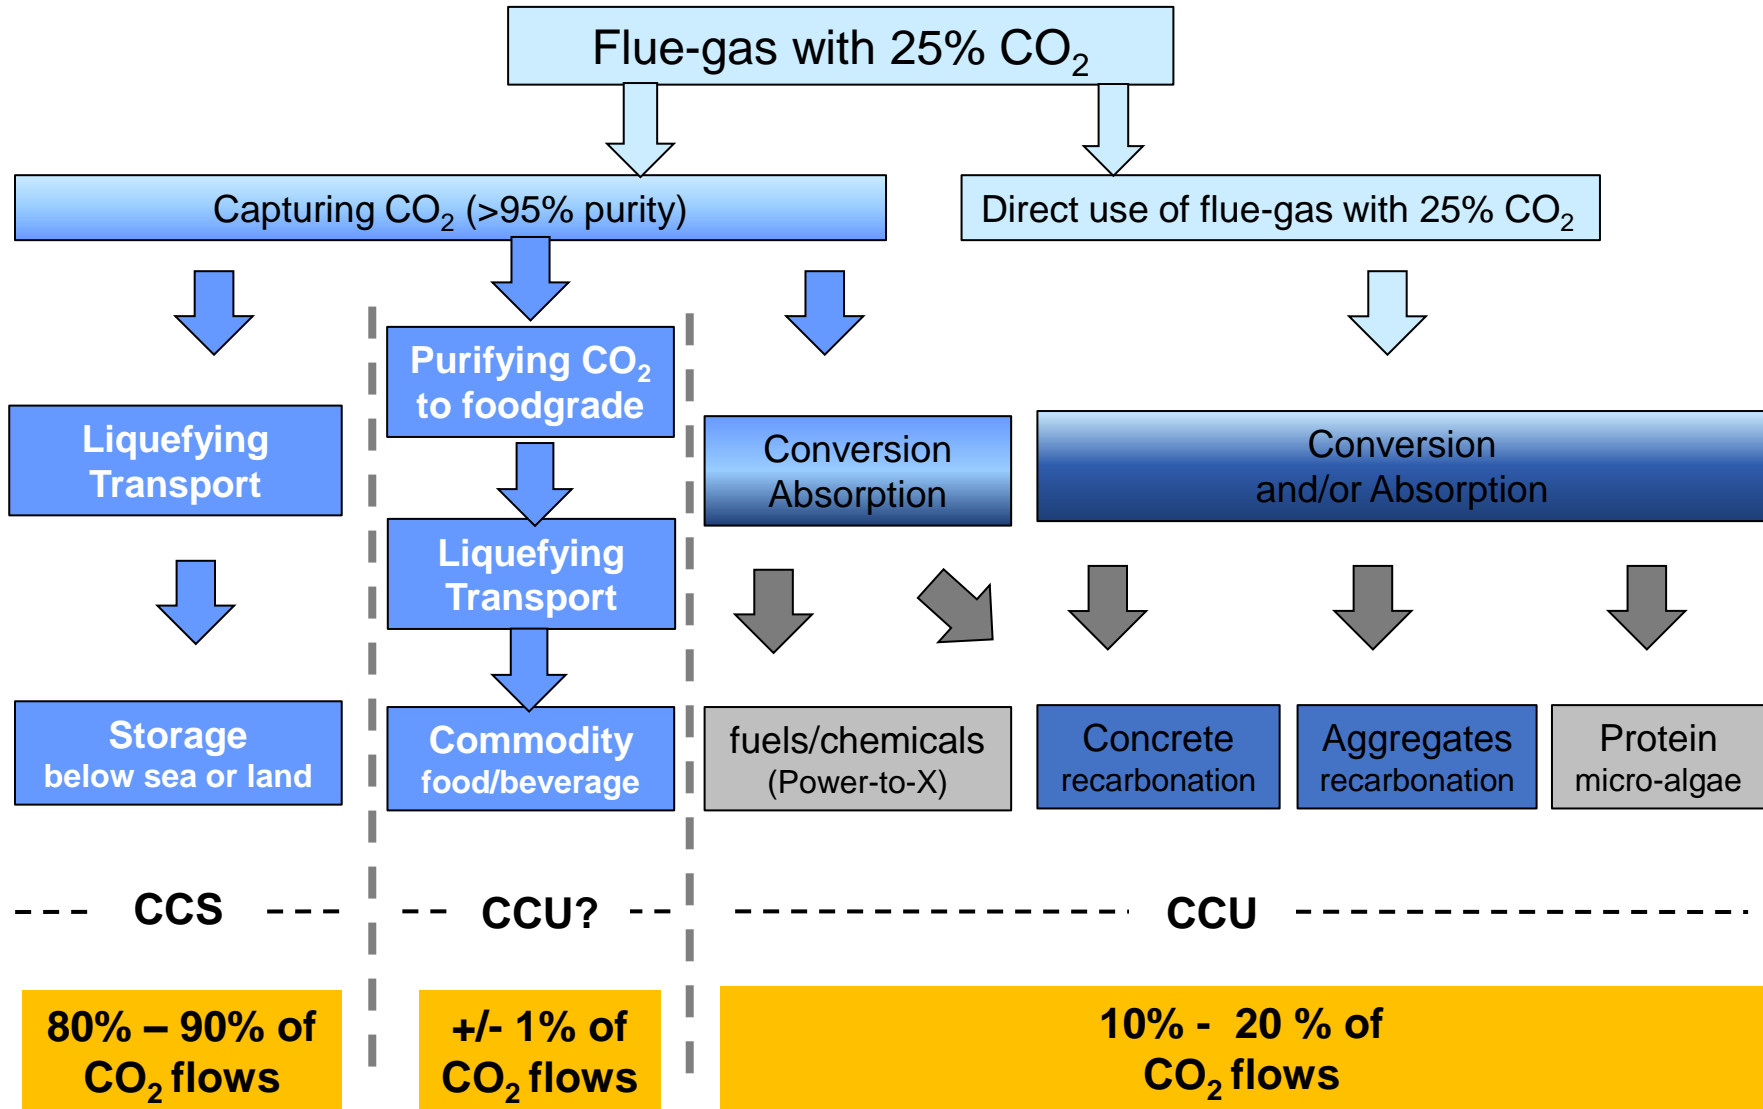 Flue-gas with 25% CO₂
Capturing CO₂ (>95% purity)
Direct use of flue-gas with 25% CO₂
Purifying CO₂
to foodgrade
Liquefying
Transport
Conversion
Absorption
Conversion
and/or Absorption
Liquefying
Transport
Storage
below sea or land
Commodity
food/beverage
fuels/chemicals
(Power-to-X)
Concrete
recarbonation
Aggregates
recarbonation
Protein
micro-algae
CCS
CCU?
CCU
80% – 90% of
CO₂ flows
+/- 1% of
CO₂ flows
10% - 20 % of
CO₂ flows